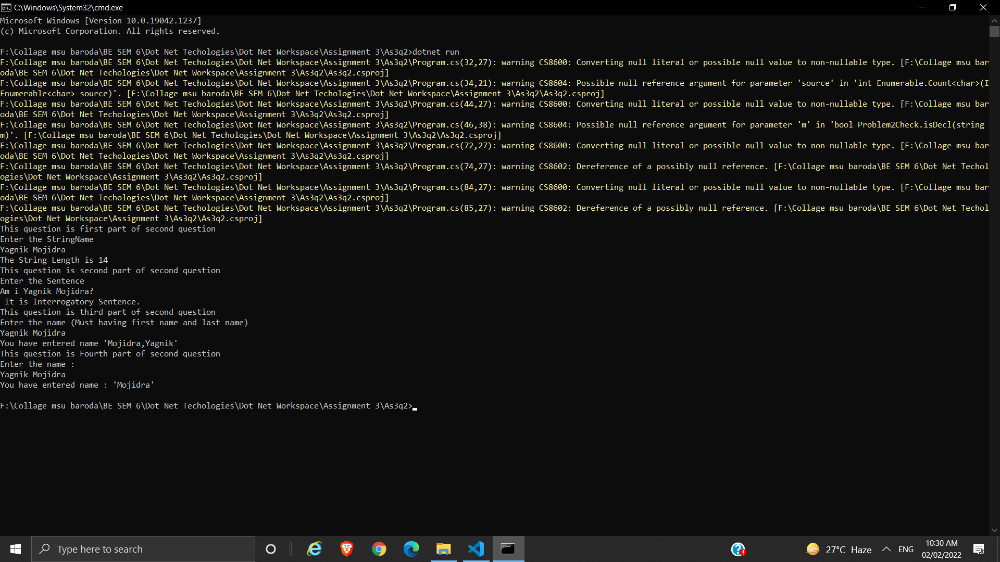 C:\Windows\System32\cmd.exe
Microsoft Windows [Version 10.0.19042.1237]
(c) Microsoft Corporation. All rights reserved.
F:\Collage msu baroda\BE SEM 6\Dot Net Techologies\Dot Net Workspace\Assignment 3\As3q2>dotnet run
F:\Collage msu baroda\BE SEM 6\Dot Net Techologies\Dot Net Workspace\Assignment 3\As3q2\Program.cs(32,27): warning CS8600: Converting null literal or possible null value to non-nullable type. [F:\Collage msu bar
oda\BE SEM 6\Dot Net Techologies\Dot Net Workspace\Assignment 3\As3q2\As3q2.csproj]
F:\Collage msu baroda\BE SEM 6\Dot Net Techologies\Dot Net Workspace\Assignment 3\As3q2\Program.cs(34,21): warning CS8604: Possible null reference argument for parameter 'source' in 'int Enumerable.Count<char>(I
Enumerable<char> source)'. [F:\Collage msu baroda\BE SEM 6\Dot Net Techologies\Dot Net Workspace\Assignment 3\As3q2\As3q2.csproj]
F:\Collage msu baroda\BE SEM 6\Dot Net Techologies\Dot Net Workspace\Assignment 3\As3q2\Program.cs(44,27): warning CS8600: Converting null literal or possible null value to non-nullable type. [F:\Collage msu bar
oda\BE SEM 6\Dot Net Techologies\Dot Net Workspace\Assignment 3\As3q2\As3q2.csproj]
F:\Collage msu baroda\BE SEM 6\Dot Net Techologies\Dot Net Workspace\Assignment 3\As3q2\Program.cs(46,38): warning CS8604: Possible null reference argument for parameter 'm' in 'bool Problem2Check.isDecl(string
m)'. [F:\Collage msu baroda\BE SEM 6\Dot Net Techologies\Dot Net Workspace\Assignment 3\As3q2\As3q2.csproj]
F:\Collage msu baroda\BE SEM 6\Dot Net Techologies\Dot Net Workspace\Assignment 3\As3q2\Program.cs(72,27): warning CS8600: Converting null literal or possible null value to non-nullable type. [F:\Collage msu bar
oda\BE SEM 6\Dot Net Techologies\Dot Net Workspace\Assignment 3\As3q2\As3q2.csproj]
F:\Collage msu baroda\BE SEM 6\Dot Net Techologies\Dot Net Workspace\Assignment 3\As3q2\Program.cs(74,27): warning CS8602: Dereference of a possibly null reference. [F:\Collage msu baroda\BE SEM 6\Dot Net Techol
ogies\Dot Net Workspace\Assignment 3\As3q2\As3q2.csproj]
F:\Collage msu baroda\BE SEM 6\Dot Net Techologies\Dot Net Workspace\Assignment 3\As3q2\Program.cs(84,27): warning CS8600: Converting null literal or possible null value to non-nullable type. [F:\Collage msu bar
oda\BE SEM 6\Dot Net Techologies\Dot Net Workspace\Assignment 3\As3q2\As3q2.csproj]
F:\Collage msu baroda\BE SEM 6\Dot Net Techologies\Dot Net Workspace\Assignment 3\As3q2\Program.cs(85,27): warning CS8602: Dereference of a possibly null reference. [F:\Collage msu baroda\BE SEM 6\Dot Net Techol
ogies\Dot Net Workspace\Assignment 3\As3q2\As3q2.csproj]
This question is first part of second question
Enter the StringName
Yagnik Mojidra
The String Length is 14
This question is second part of second question
Enter the Sentence
Am i Yagnik Mojidra?
 It is Interrogatory Sentence.
This question is third part of second question
Enter the name (Must having first name and last name)
Yagnik Mojidra
You have entered name 'Mojidra,Yagnik'
This question is Fourth part of second question
Enter the name :
Yagnik Mojidra
You have entered name : 'Mojidra'
F:\Collage msu baroda\BE SEM 6\Dot Net Techologies\Dot Net Workspace\Assignment 3\As3q2>
Type here to search
27°C Haze
ENG
10:30 AM
02/02/2022